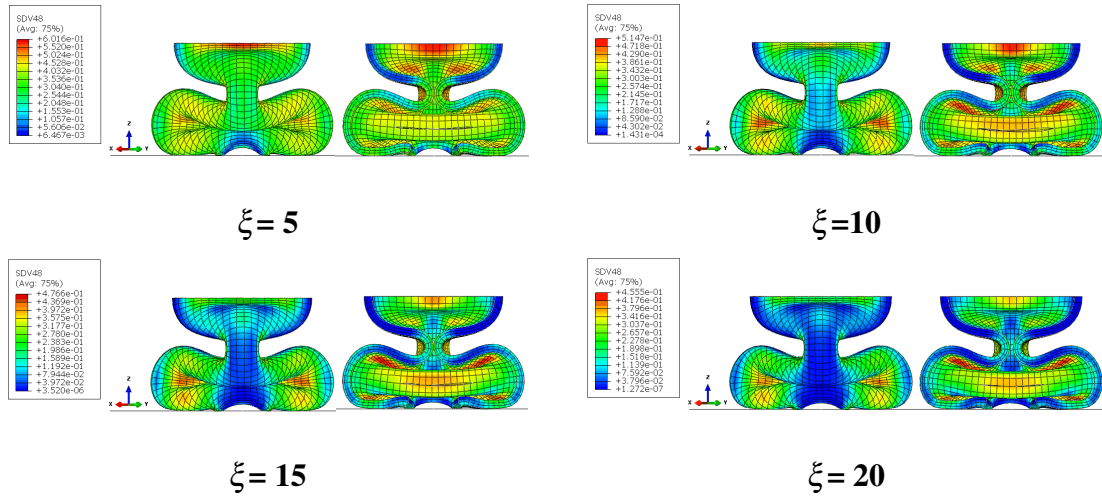 SDV48
(Avg: 75%)
+6.016e-01
+5.520e-01
+5.024e-01
+4.528e-01
+4.032e-01
+3.536e-01
+3.040e-01
+2.544e-01
+2.048e-01
+1.553e-01
+1.057e-01
+5.606e-02
+6.467e-03
Z
X Y
ξ= 5
SDV48
(Avg: 75%)
+5.147e-01
+4.718e-01
+4.290e-01
+3.861e-01
+3.432e-01
+3.003e-01
+2.574e-01
+2.145e-01
+1.717e-01
+1.288e-01
+8.590e-02
+4.302e-02
+1.431e-04
Z
X Y
ξ=10
SDV48
(Avg: 75%)
+4.766e-01
+4.369e-01
+3.972e-01
+3.575e-01
+3.177e-01
+2.780e-01
+2.383e-01
+1.986e-01
+1.589e-01
+1.192e-01
+7.944e-02
+3.972e-02
+3.520e-06
Z
X Y
ξ= 15
SDV48
(Avg: 75%)
+4.555e-01
+4.176e-01
+3.796e-01
+3.416e-01
+3.037e-01
+2.657e-01
+2.278e-01
+1.898e-01
+1.518e-01
+1.139e-01
+7.592e-02
+3.796e-02
+1.272e-07
Z
X Y
ξ= 20